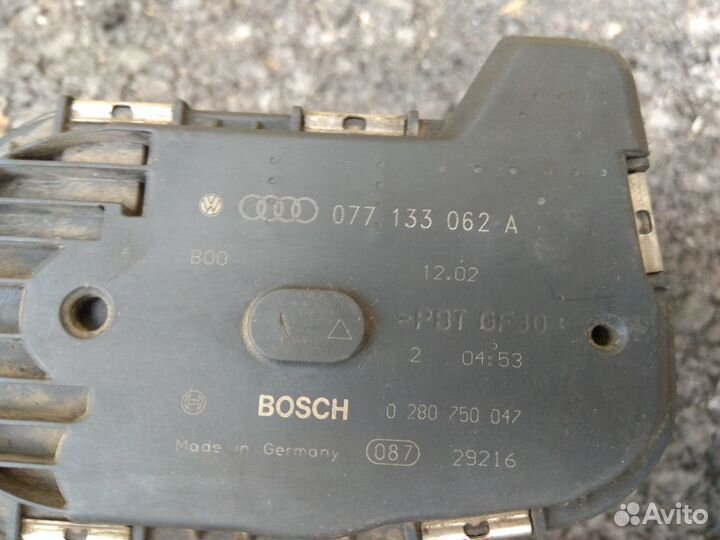 077 133 062 A
B00
12.02
>PBT GF30
2 04:53
BOSCH 0 280 750 047
Made in Germany 087 29216
Avito